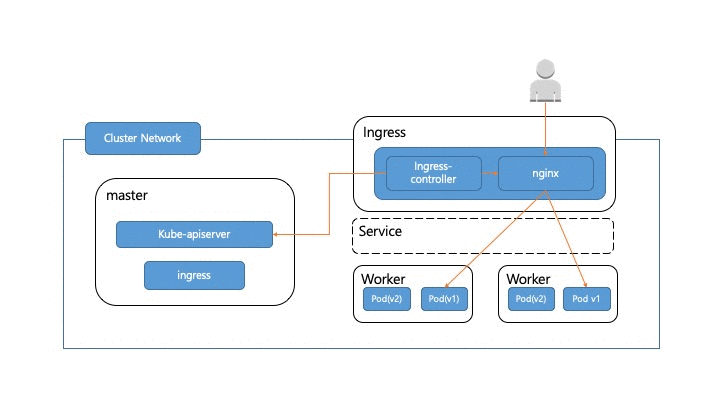 Cluster Network
Ingress
Ingress-
controller
nginx
master
Kube-apiserver
ingress
Service
Worker
Pod(v2)
Pod(v1)
Worker
Pod(v2)
Pod v1